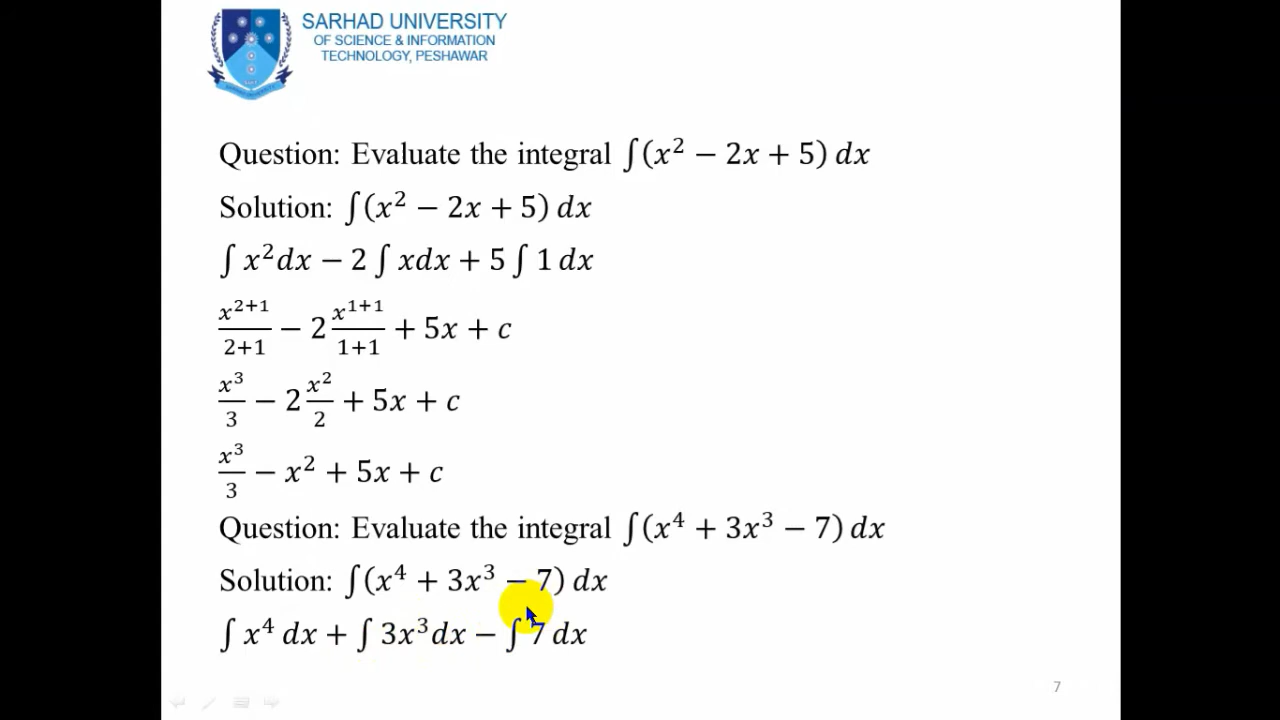 SARHAD UNIVERSITY
OF SCIENCE & INFORMATION
TECHNOLOGY, PESHAWAR
Question: Evaluate the integral ∫(x² − 2x + 5) dx
Solution: ∫(x² − 2x + 5) dx
∫ x²dx − 2 ∫ xdx + 5 ∫ 1 dx
x²⁺¹/2+1 − 2 x¹⁺¹/1+1 + 5x + c
x³/3 − 2 x²/2 + 5x + c
x³/3 − x² + 5x + c
Question: Evaluate the integral ∫(x⁴ + 3x³ − 7) dx
Solution: ∫(x⁴ + 3x³ − 7) dx
∫ x⁴ dx + ∫ 3x³dx − ∫ 7 dx
7